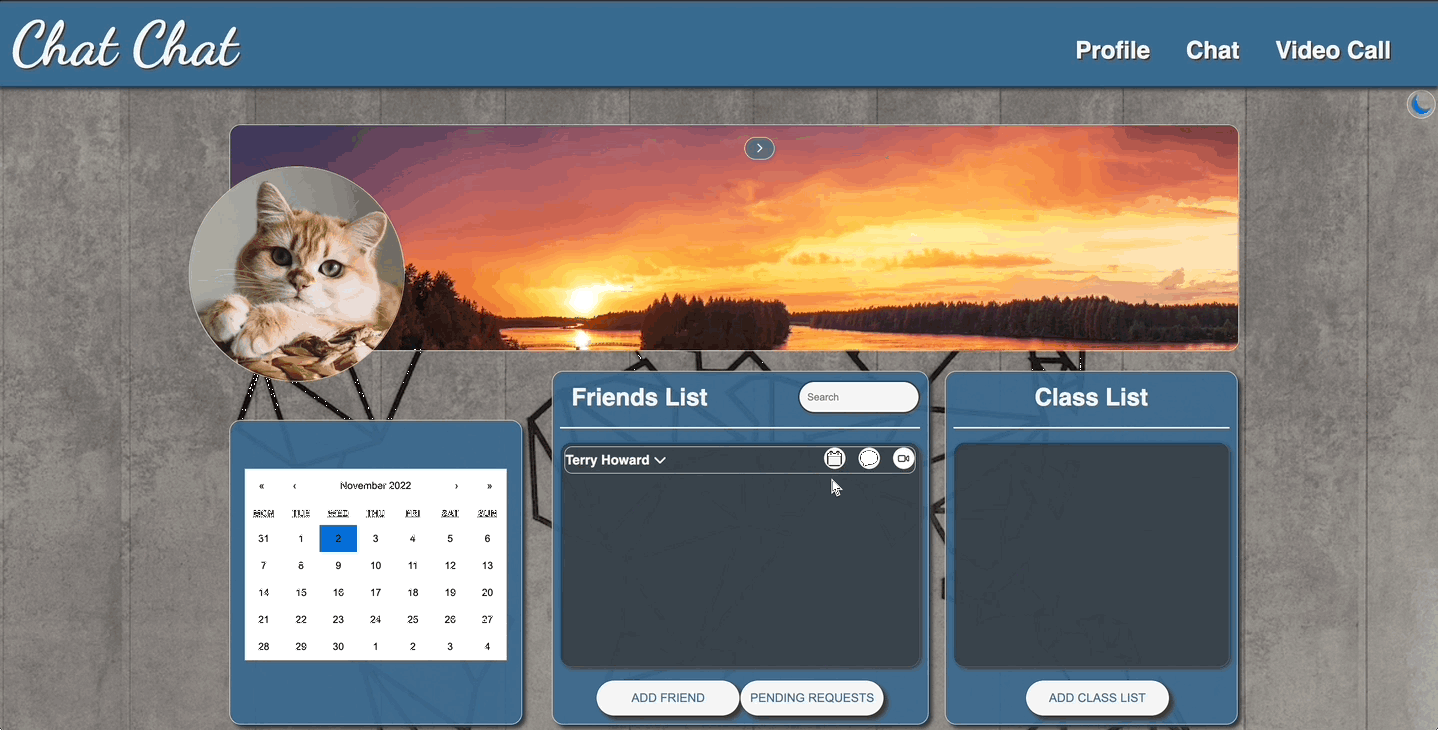 Chat Chat
Profile Chat Video Call
Friends List
Search
Class List
Terry Howard
« ‹ November 2022 › »
MON TUE WED THU FRI SAT SUN
31 1 2 3 4 5 6
7 8 9 10 11 12 13
14 15 16 17 18 19 20
21 22 23 24 25 26 27
28 29 30 1 2 3 4
ADD FRIEND PENDING REQUESTS
ADD CLASS LIST